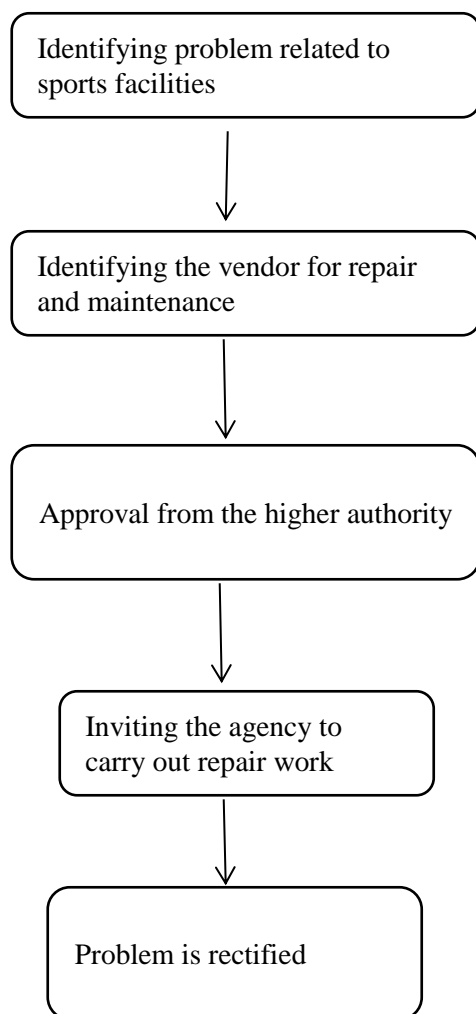 Identifying problem related to
sports facilities
Identifying the vendor for repair
and maintenance
Approval from the higher authority
Inviting the agency to
carry out repair work
Problem is rectified